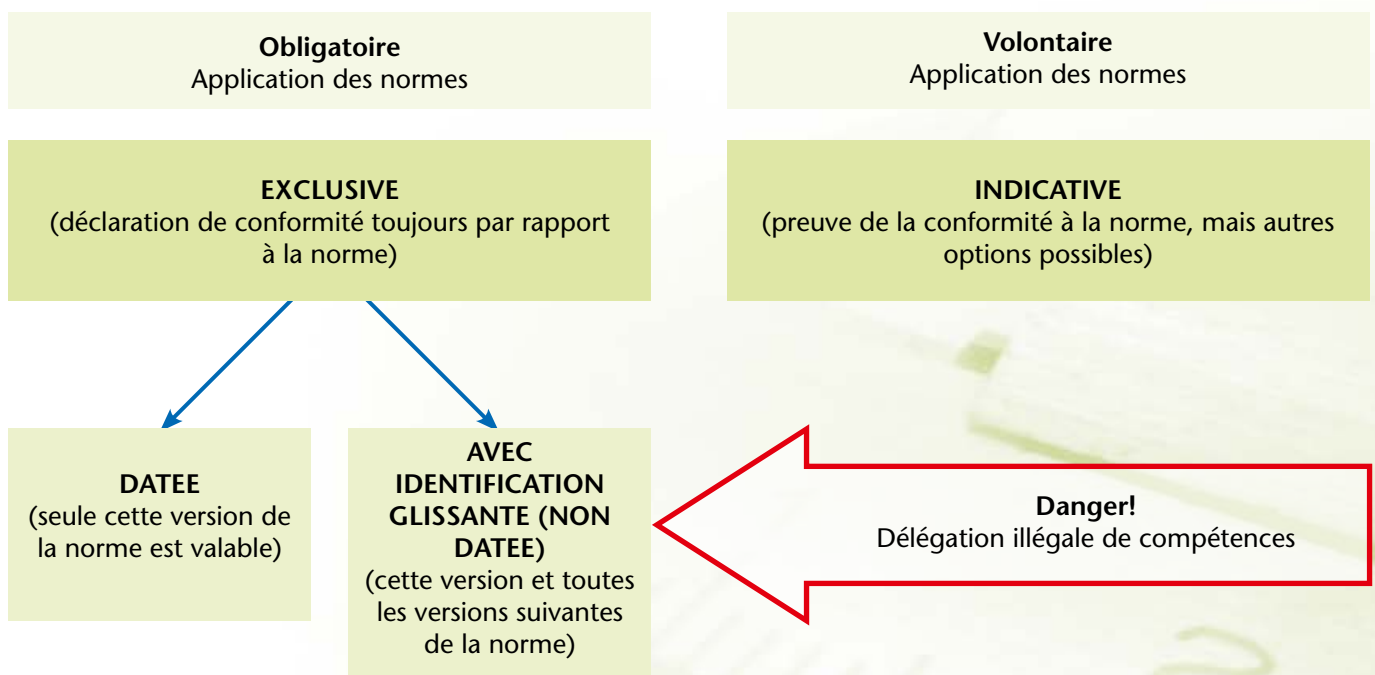 Obligatoire
Application des normes
Volontaire
Application des normes
EXCLUSIVE
(déclaration de conformité toujours par rapport
à la norme)
INDICATIVE
(preuve de la conformité à la norme, mais autres
options possibles)
DATEE
(seule cette version de
la norme est valable)
AVEC
IDENTIFICATION
GLISSANTE (NON
DATEE)
(cette version et toutes
les versions suivantes
de la norme)
Danger!
Délégation illégale de compétences